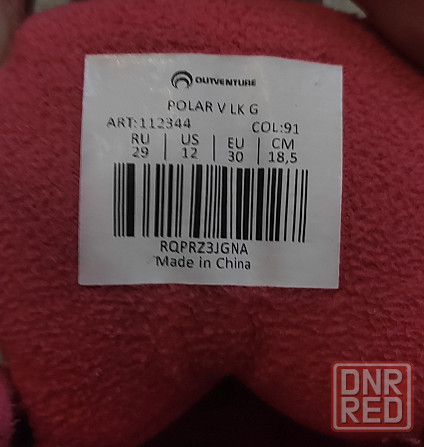 OUTVENTURE
POLAR V LK G
ART:112344 COL:91
RU | US | EU | CM
29 | 12 | 30 | 18,5
RQPRZ3JGNA
Made in China
DNR
RED